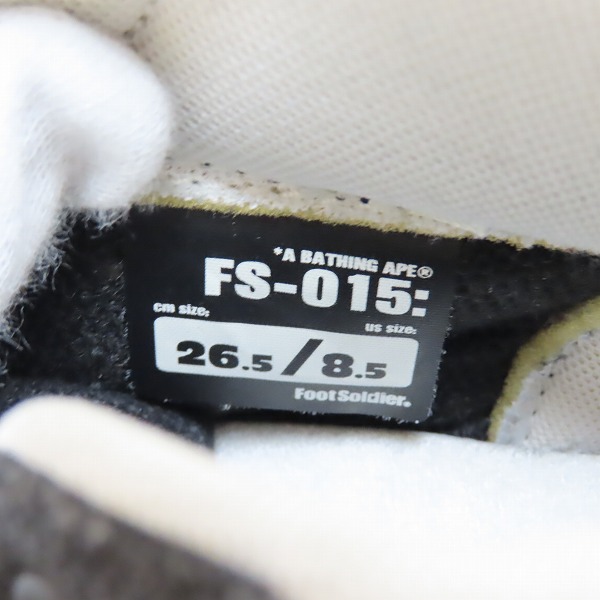 *A BATHING APE®
FS-015:
cm size: us size:
26.5/8.5
FootSoldier.